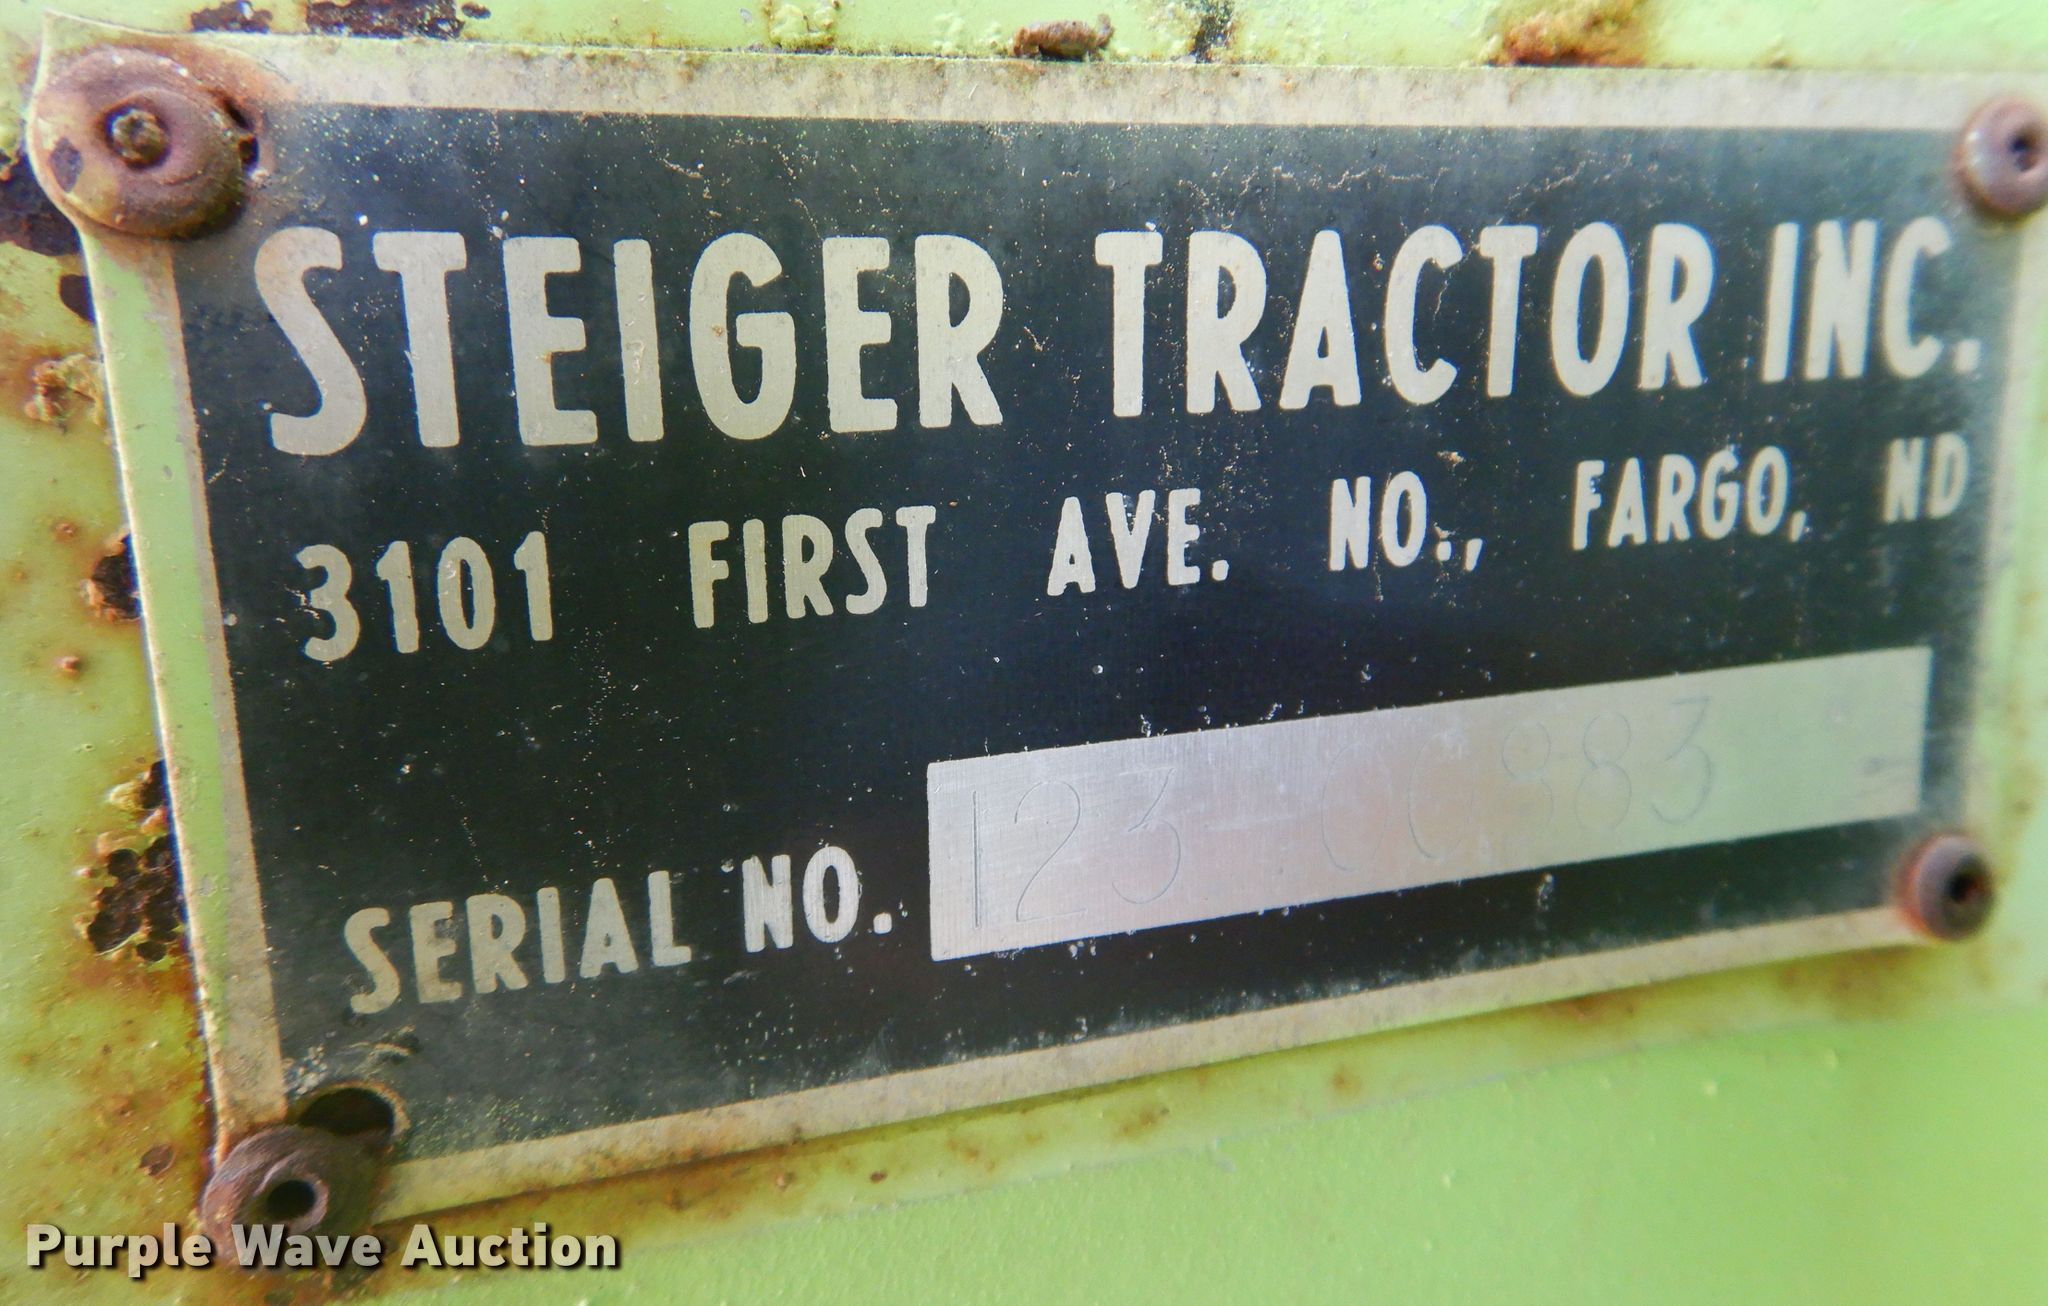 STEIGER TRACTOR INC.
3101 FIRST AVE. NO., FARGO, ND
SERIAL NO. 123-00883
Purple Wave Auction